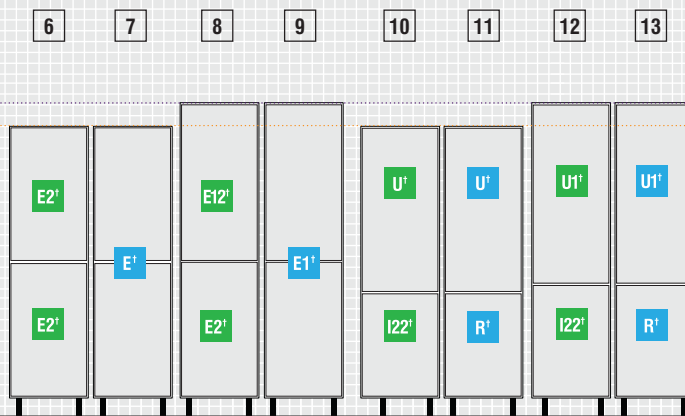 6 7 8 9 10 11 12 13
E2† E12† U† U† U1† U1†
E† E1†
E2† E2† I22† R† I22† R†